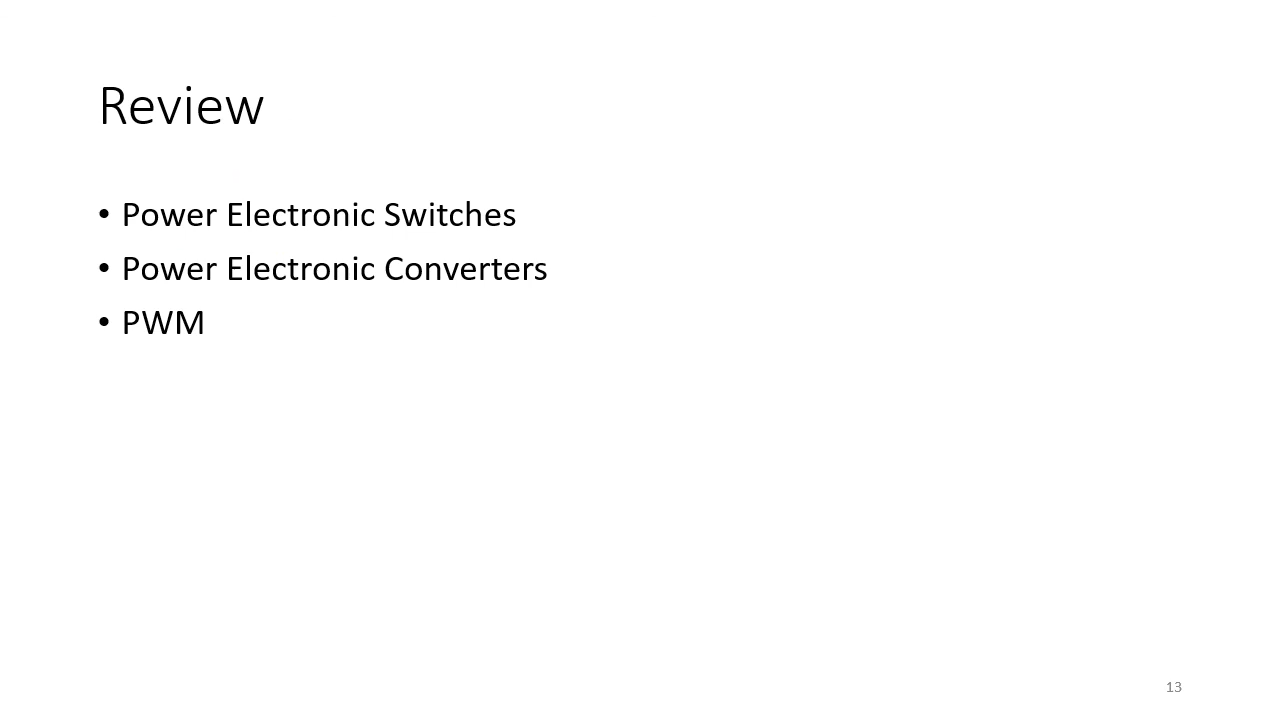 Review
• Power Electronic Switches
• Power Electronic Converters
• PWM
13